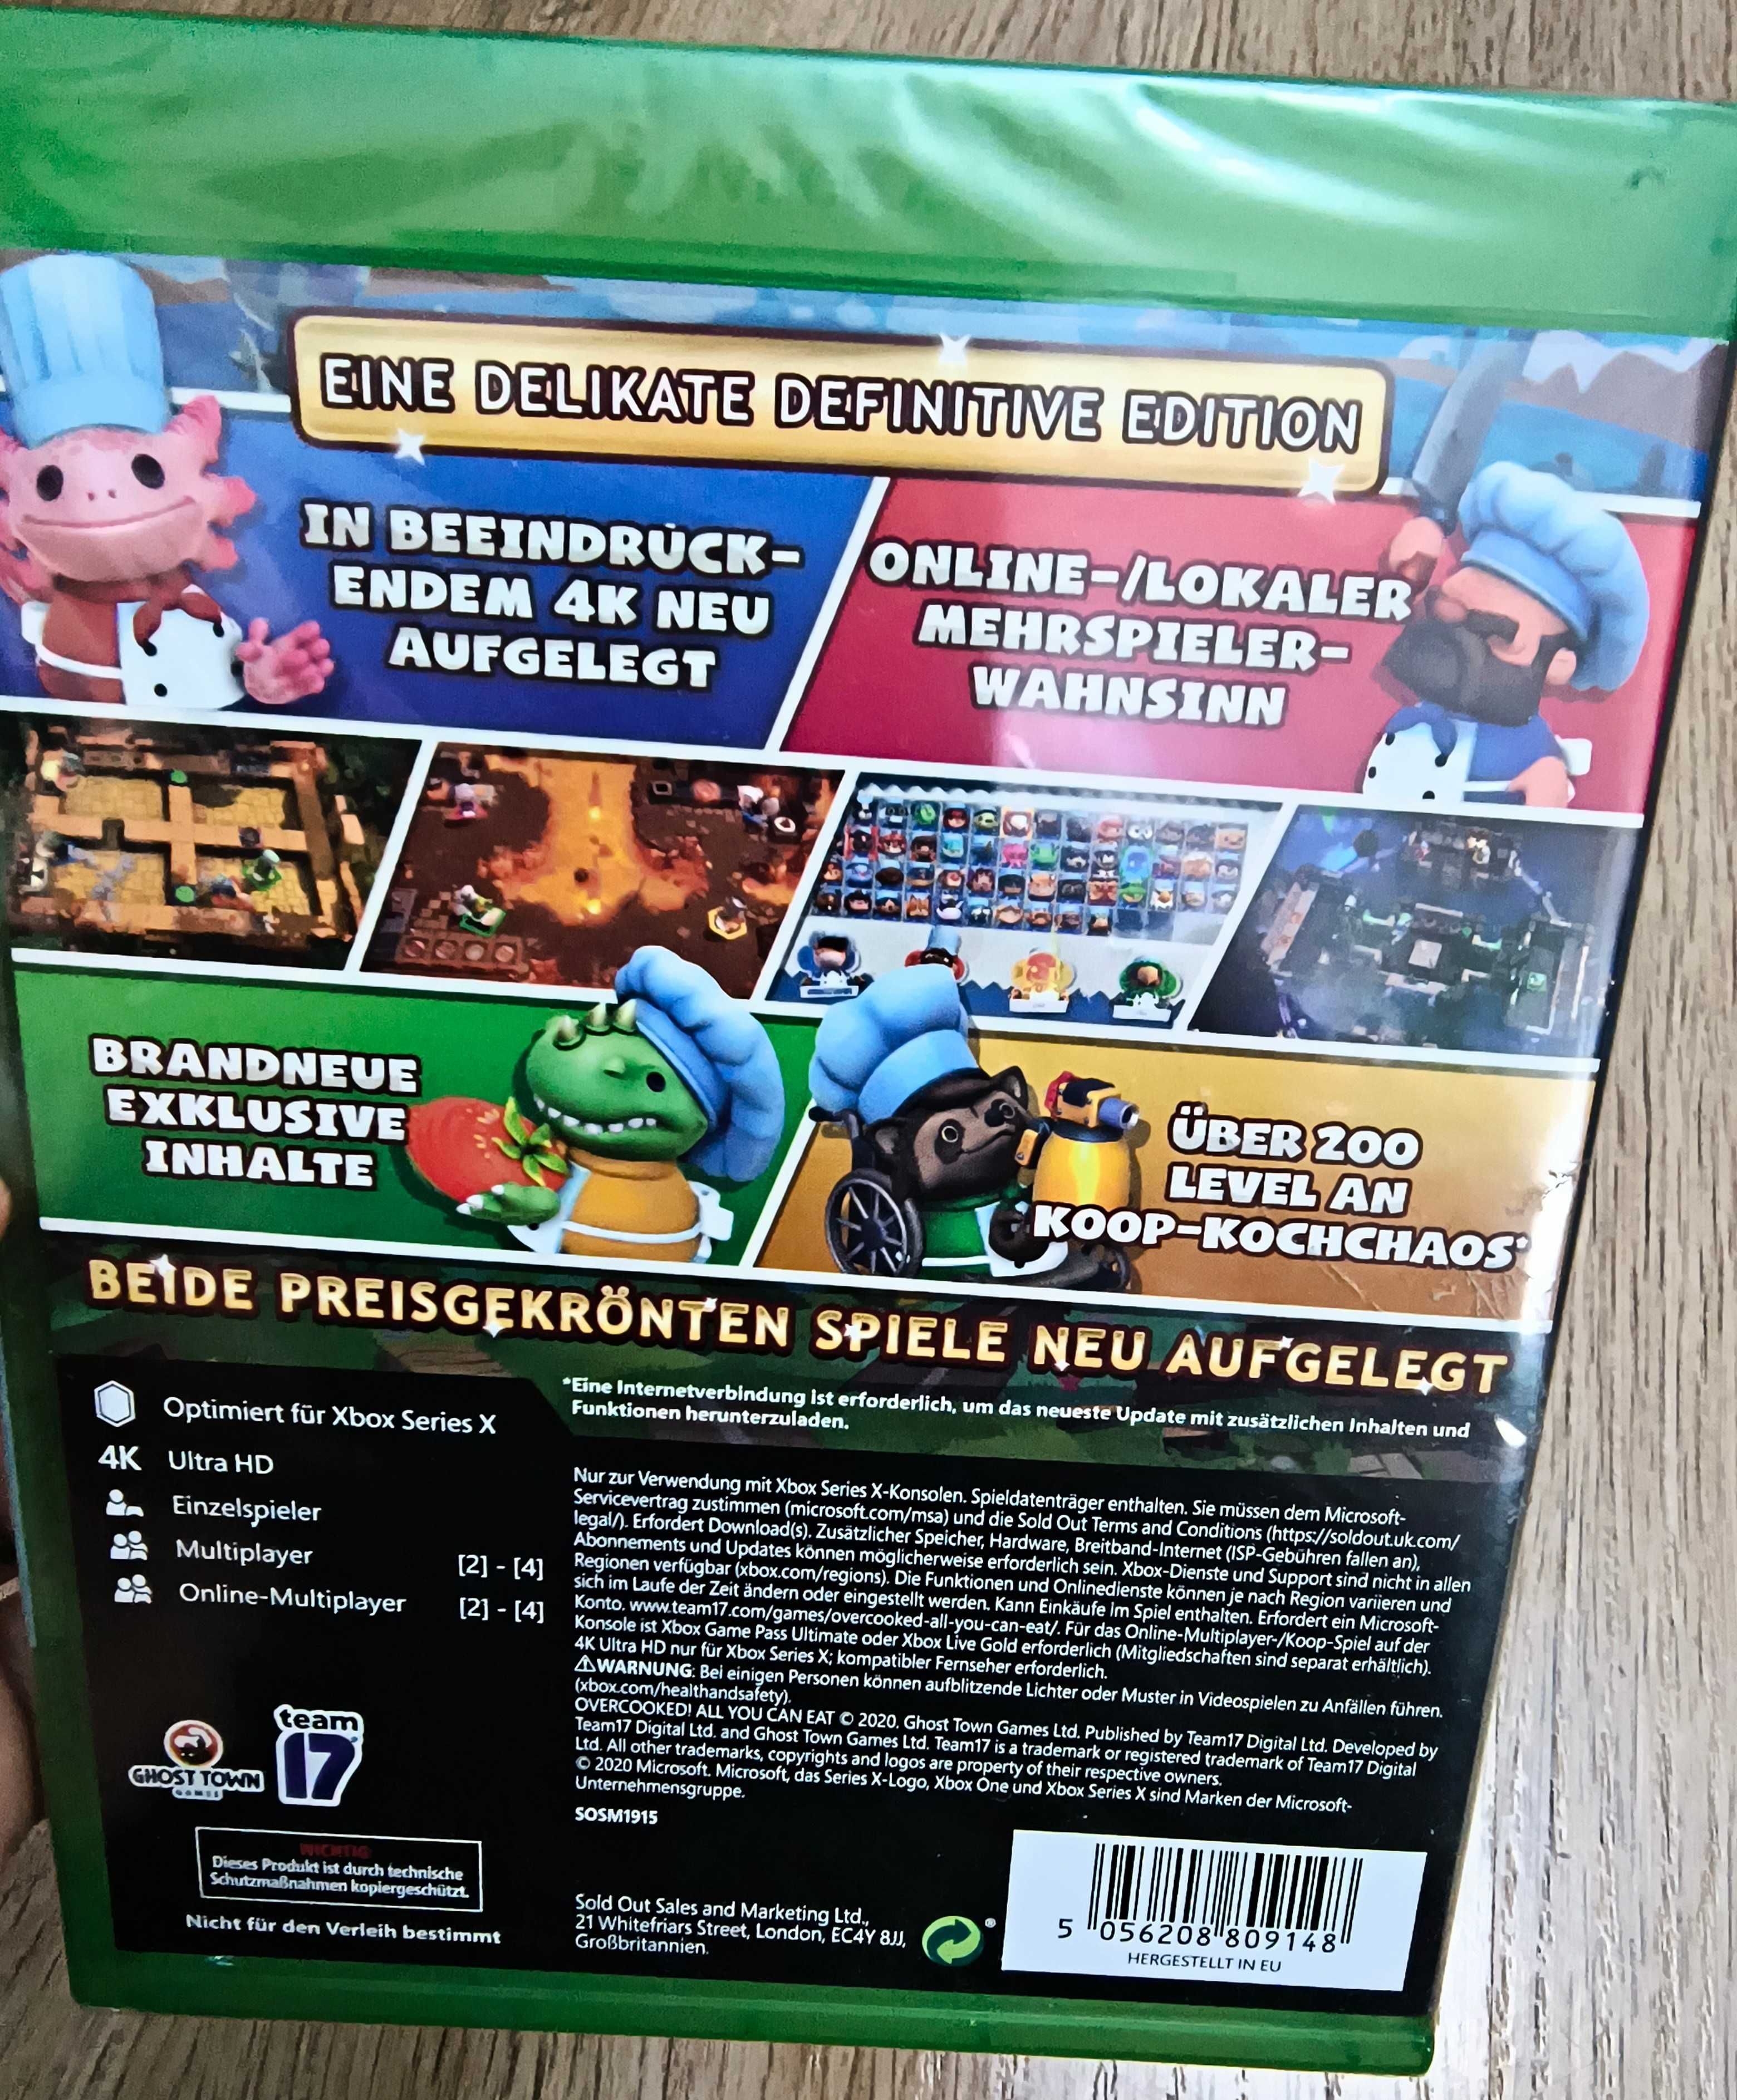 EINE DELIKATE DEFINITIVE EDITION
IN BEEINDRÜCK-
ENDEM 4K NEU
AUFGELEGT
ONLINE-/LOKALER
MEHRSPIELER-
WAHNSINN
BRANDNEUE
EXKLUSIVE
INHALTE
ÜBER 200
LEVEL AN
KOOP-KOCHCHAOS*
BEIDE PREISGEKRÖNTEN SPIELE NEU AUFGELEGT
*Eine Internetverbindung ist erforderlich, um das neueste Update mit zusätzlichen Inhalten und
Funktionen herunterzuladen.
Optimiert für Xbox Series X
4K Ultra HD
Einzelspieler
Multiplayer [2] - [4]
Online-Multiplayer [2] - [4]
Nur zur Verwendung mit Xbox Series X-Konsolen. Spieldatenträger enthalten. Sie müssen dem Microsoft-
Servicevertrag zustimmen (microsoft.com/msa) und die Sold Out Terms and Conditions (https://soldout.uk.com/
legal/). Erfordert Download(s). Zusätzlicher Speicher, Hardware, Breitband-Internet (ISP-Gebühren fallen an),
Abonnements und Updates können möglicherweise erforderlich sein. Xbox-Dienste und Support sind nicht in allen
Regionen verfügbar (xbox.com/regions). Die Funktionen und Onlinedienste können je nach Region variieren und
sich im Laufe der Zeit ändern oder eingestellt werden. Kann Einkäufe im Spiel enthalten. Erfordert ein Microsoft-
Konto. www.team17.com/games/overcooked-all-you-can-eat/. Für das Online-Multiplayer-/Koop-Spiel auf der
Konsole ist Xbox Game Pass Ultimate oder Xbox Live Gold erforderlich (Mitgliedschaften sind separat erhältlich).
4K Ultra HD nur für Xbox Series X; kompatibler Fernseher erforderlich.
⚠WARNUNG: Bei einigen Personen können aufblitzende Lichter oder Muster in Videospielen zu Anfällen führen.
(xbox.com/healthandsafety).
OVERCOOKED! ALL YOU CAN EAT © 2020. Ghost Town Games Ltd. Published by Team17 Digital Ltd. Developed by
Team17 Digital Ltd. and Ghost Town Games Ltd. Team17 is a trademark or registered trademark of Team17 Digital
Ltd. All other trademarks, copyrights and logos are property of their respective owners.
© 2020 Microsoft. Microsoft, das Series X-Logo, Xbox One und Xbox Series X sind Marken der Microsoft-
Unternehmensgruppe.
SOSM1915
GHOST TOWN
GAMES
team
17
WICHTIG
Dieses Produkt ist durch technische
Schutzmaßnahmen kopiergeschützt.
Nicht für den Verleih bestimmt
Sold Out Sales and Marketing Ltd.,
21 Whitefriars Street, London, EC4Y 8JJ,
Großbritannien.
®
5 056208 809148
HERGESTELLT IN EU